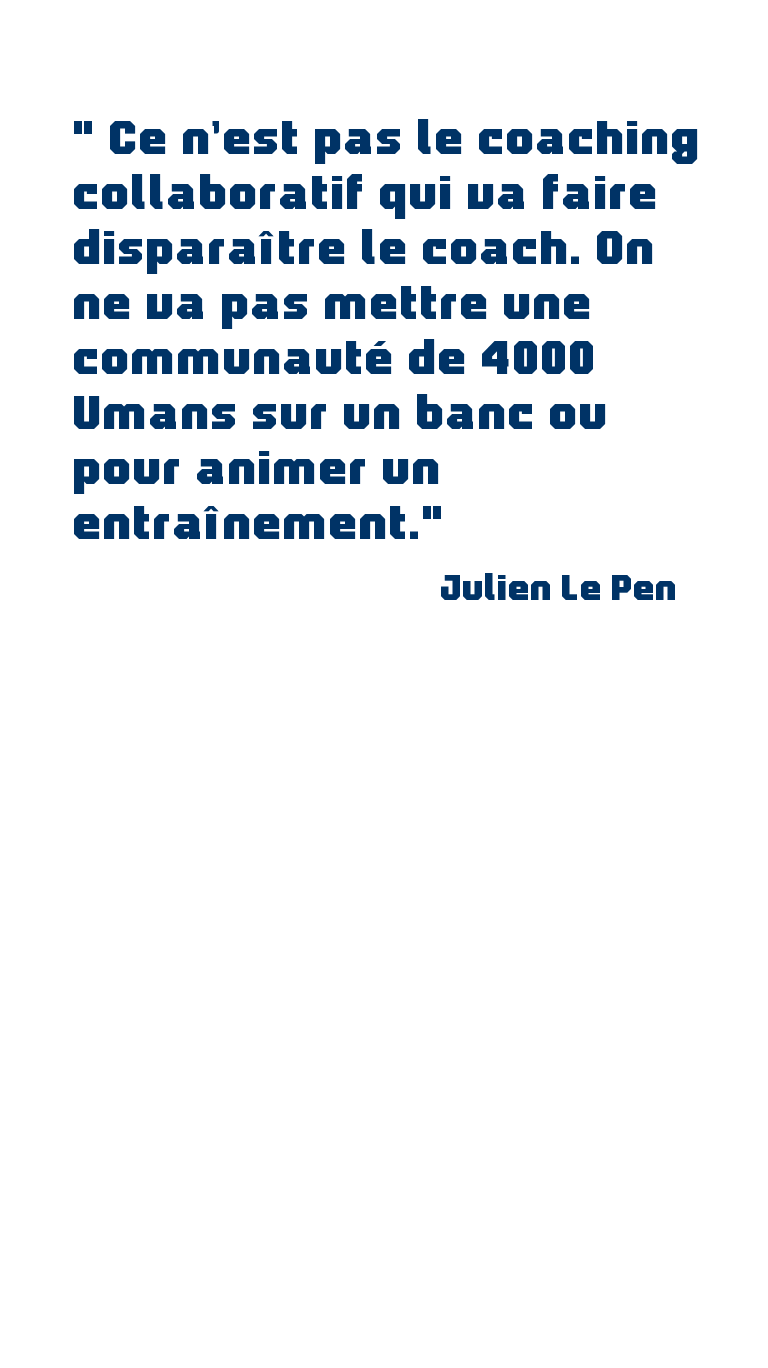 " Ce n'est pas le coaching
collaboratif qui va faire
disparaître le coach. On
ne va pas mettre une
communauté de 4000
Umans sur un banc ou
pour animer un
entraînement."
Julien Le Pen